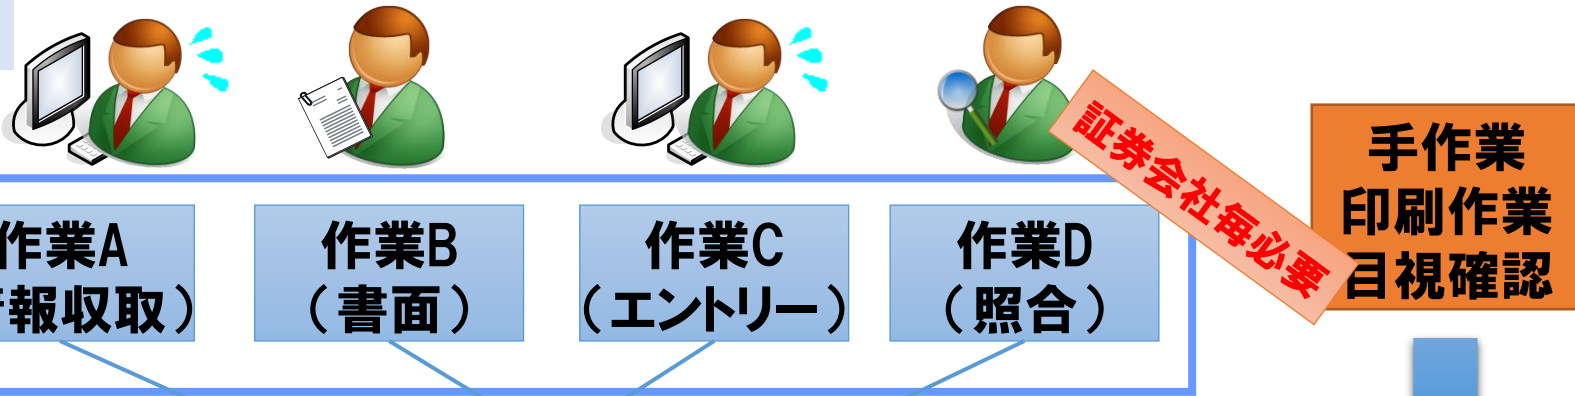 作業A
報収取）
作業B
（書面）
作業C
（エントリー）
作業D
（照合）
証券会社毎必要
手作業
印刷作業
目視確認